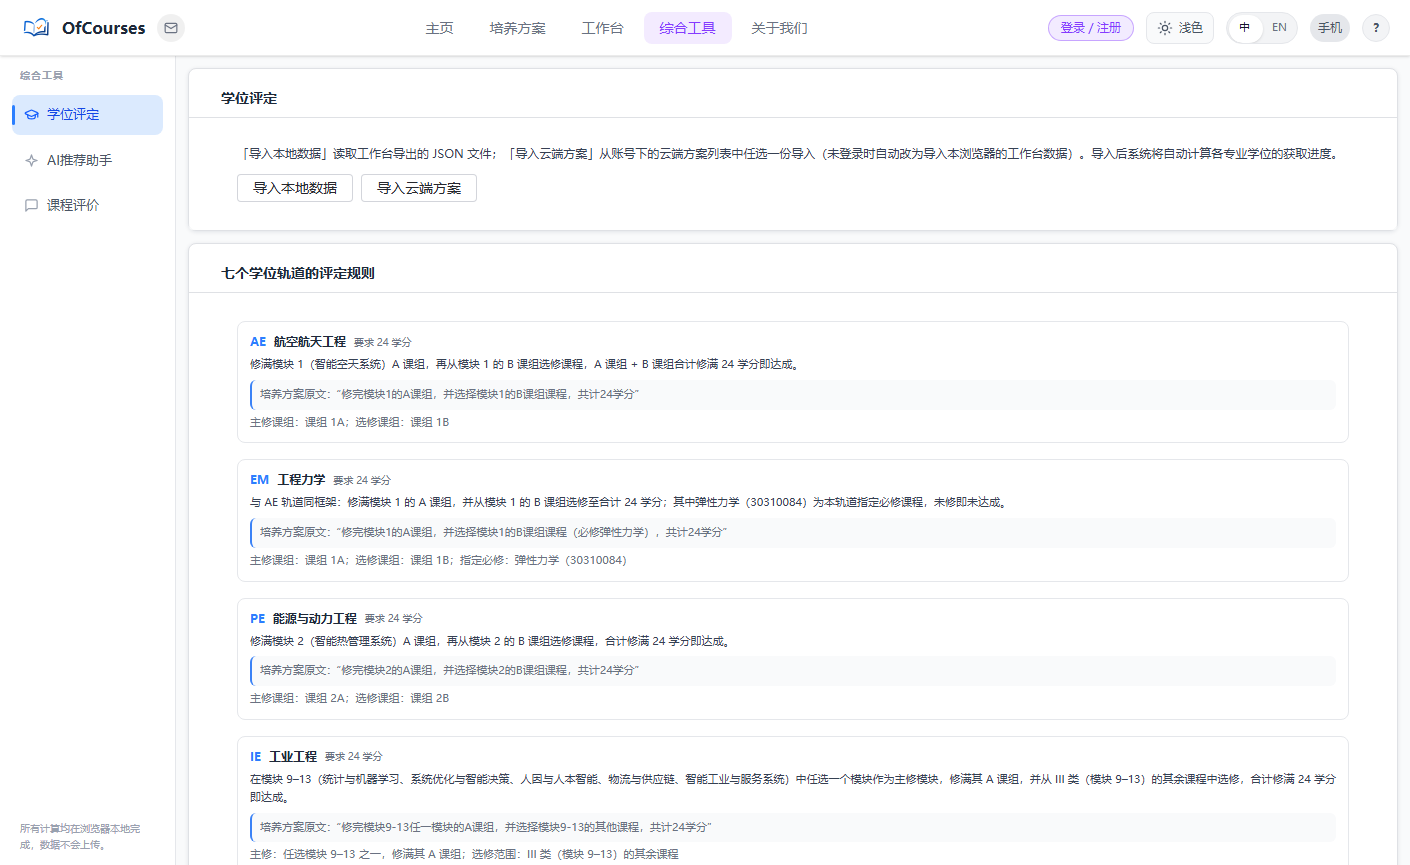 OfCourses
主页
培养方案
工作台
综合工具
关于我们
登录 / 注册
浅色
中
EN
手机
?
综合工具
学位评定
AI推荐助手
课程评价
所有计算均在浏览器本地完
成，数据不会上传。
学位评定
「导入本地数据」读取工作台导出的 JSON 文件；「导入云端方案」从账号下的云端方案列表中任选一份导入（未登录时自动改为导入本浏览器的工作台数据）。导入后系统将自动计算各专业学位的获取进度。
导入本地数据
导入云端方案
七个学位轨道的评定规则
AE 航空航天工程 要求 24 学分
修满模块 1（智能空天系统）A 课组，再从模块 1 的 B 课组选修课程，A 课组 + B 课组合计修满 24 学分即达成。
培养方案原文："修完模块1的A课组，并选择模块1的B课组课程，共计24学分"
主修课组：课组 1A；选修课组：课组 1B
EM 工程力学 要求 24 学分
与 AE 轨道同框架：修满模块 1 的 A 课组，并从模块 1 的 B 课组选修至合计 24 学分；其中弹性力学（30310084）为本轨道指定必修课程，未修即未达成。
培养方案原文："修完模块1的A课组，并选择模块1的B课组课程（必修弹性力学），共计24学分"
主修课组：课组 1A；选修课组：课组 1B；指定必修：弹性力学（30310084）
PE 能源与动力工程 要求 24 学分
修满模块 2（智能热管理系统）A 课组，再从模块 2 的 B 课组选修课程，合计修满 24 学分即达成。
培养方案原文："修完模块2的A课组，并选择模块2的B课组课程，共计24学分"
主修课组：课组 2A；选修课组：课组 2B
IE 工业工程 要求 24 学分
在模块 9–13（统计与机器学习、系统优化与智能决策、人因与人本智能、物流与供应链、智能工业与服务系统）中任选一个模块作为主修模块，修满其 A 课组，并从 III 类（模块 9–13）的其余课程中选修，合计修满 24 学分
即达成。
培养方案原文："修完模块9-13任一模块的A课组，并选择模块9-13的其他课程，共计24学分"
主修：任选模块 9–13 之一，修满其 A 课组；选修范围：III 类（模块 9–13）的其余课程